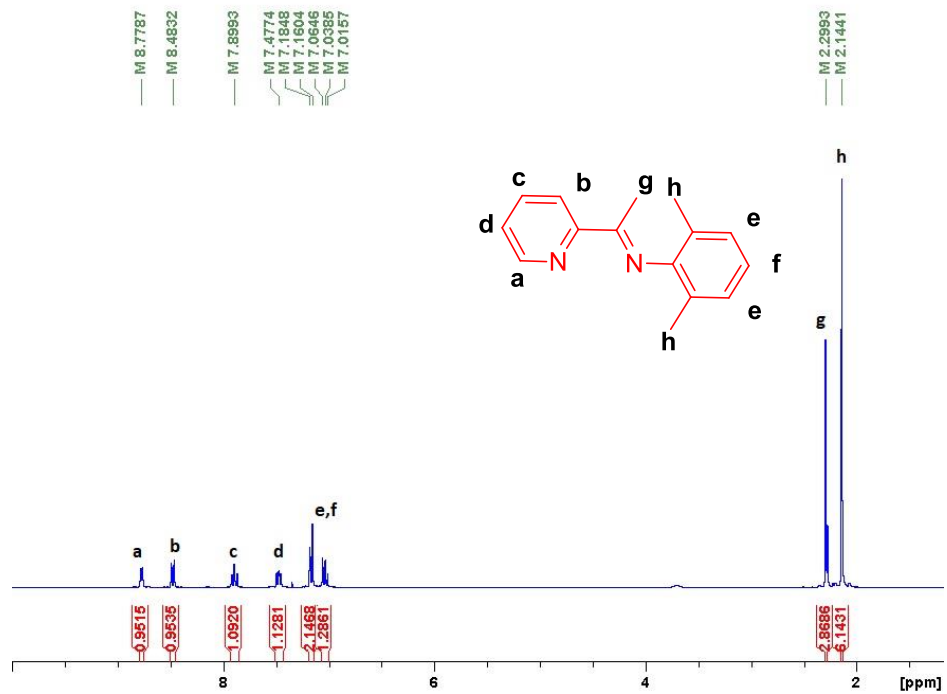 M 8.7787
M 8.4832
M 7.8993
M 7.4774
M 7.1848
M 7.1604
M 7.0646
M 7.0385
M 7.0157
M 2.2993
M 2.1441
h
c
b
g
h
d
e
N
N
f
a
e
h
g
e,f
a
b
c
d
0.9515
0.9535
1.0920
1.1281
2.1468
1.2861
2.8686
6.1431
8
6
4
2
[ppm]